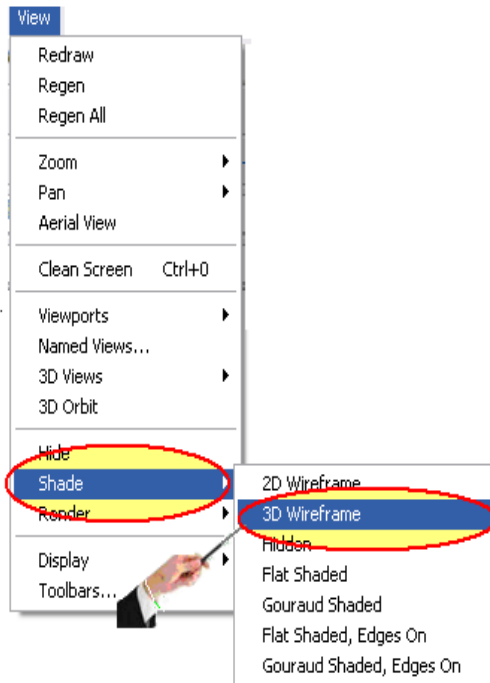 View
Redraw
Regen
Regen All
Zoom
Pan
Aerial View
Clean Screen Ctrl+0
Viewports
Named Views...
3D Views
3D Orbit
Hide
Shade
Render
Display
Toolbars...
2D Wireframe
3D Wireframe
Hidden
Flat Shaded
Gouraud Shaded
Flat Shaded, Edges On
Gouraud Shaded, Edges On